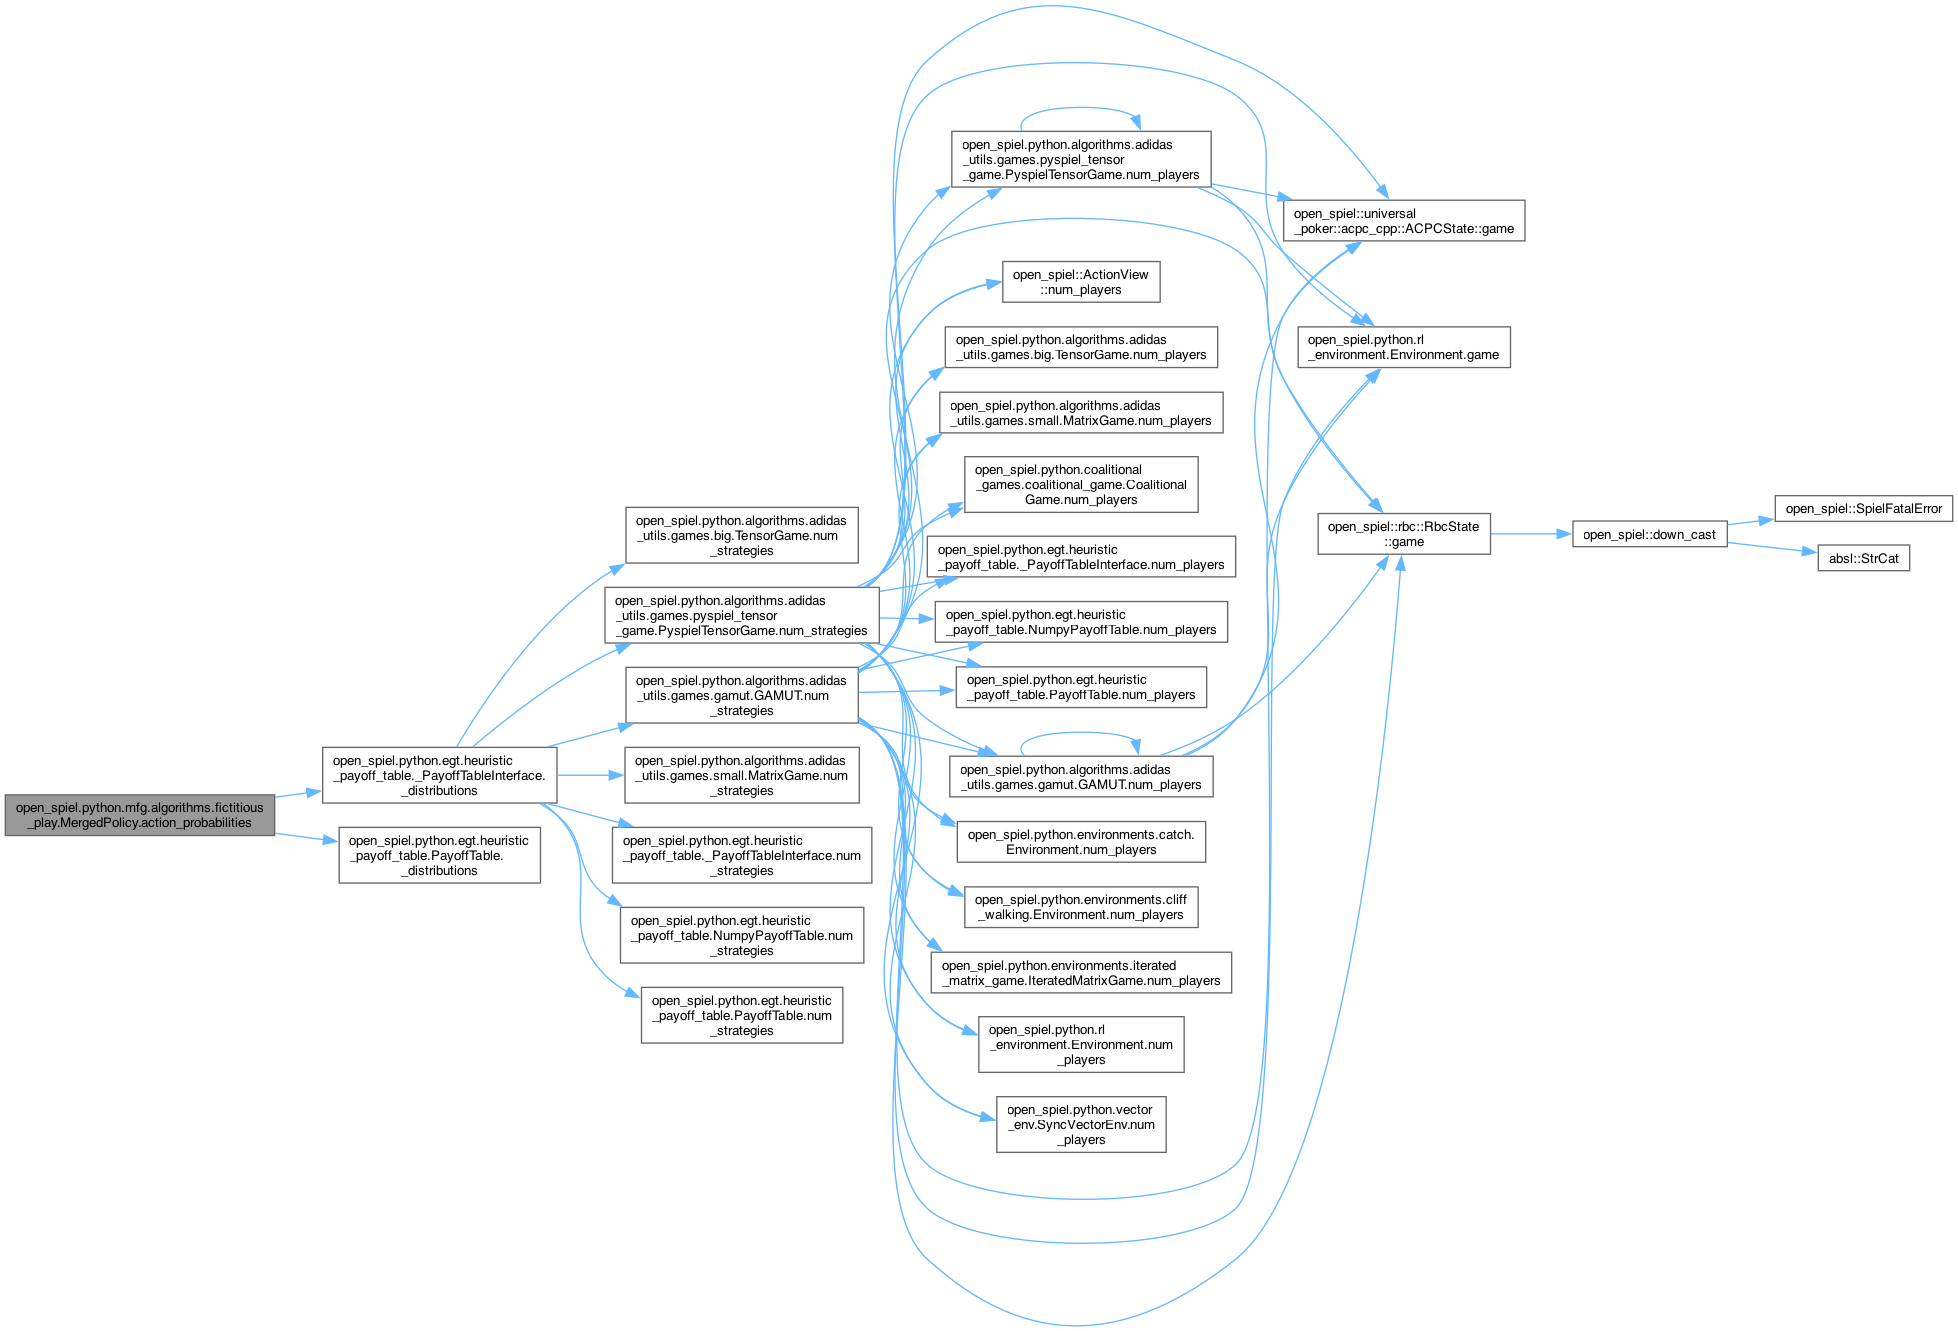 open_spiel.python.mfg.algorithms.fictitious
_play.MergedPolicy.action_probabilities
open_spiel.python.egt.heuristic
_payoff_table._PayoffTableInterface.
_distributions
open_spiel.python.egt.heuristic
_payoff_table.PayoffTable.
_distributions
open_spiel.python.algorithms.adidas
_utils.games.big.TensorGame.num
_strategies
open_spiel.python.algorithms.adidas
_utils.games.pyspiel_tensor
_game.PyspielTensorGame.num_strategies
open_spiel.python.algorithms.adidas
_utils.games.gamut.GAMUT.num
_strategies
open_spiel.python.algorithms.adidas
_utils.games.small.MatrixGame.num
_strategies
open_spiel.python.egt.heuristic
_payoff_table._PayoffTableInterface.num
_strategies
open_spiel.python.egt.heuristic
_payoff_table.NumpyPayoffTable.num
_strategies
open_spiel.python.egt.heuristic
_payoff_table.PayoffTable.num
_strategies
open_spiel.python.algorithms.adidas
_utils.games.pyspiel_tensor
_game.PyspielTensorGame.num_players
open_spiel::ActionView
::num_players
open_spiel.python.algorithms.adidas
_utils.games.big.TensorGame.num_players
open_spiel.python.algorithms.adidas
_utils.games.small.MatrixGame.num_players
open_spiel.python.coalitional
_games.coalitional_game.Coalitional
Game.num_players
open_spiel.python.egt.heuristic
_payoff_table._PayoffTableInterface.num_players
open_spiel.python.egt.heuristic
_payoff_table.NumpyPayoffTable.num_players
open_spiel.python.egt.heuristic
_payoff_table.PayoffTable.num_players
open_spiel.python.algorithms.adidas
_utils.games.gamut.GAMUT.num_players
open_spiel.python.environments.catch.
Environment.num_players
open_spiel.python.environments.cliff
_walking.Environment.num_players
open_spiel.python.environments.iterated
_matrix_game.IteratedMatrixGame.num_players
open_spiel.python.rl
_environment.Environment.num
_players
open_spiel.python.vector
_env.SyncVectorEnv.num
_players
open_spiel::universal
_poker::acpc_cpp::ACPCState::game
open_spiel.python.rl
_environment.Environment.game
open_spiel::rbc::RbcState
::game
open_spiel::down_cast
open_spiel::SpielFatalError
absl::StrCat